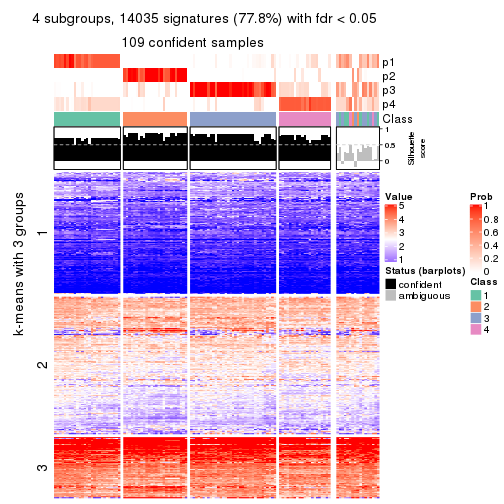 4 subgroups, 14035 signatures (77.8%) with fdr < 0.05
109 confident samples
p1
p2
p3
p4
Class
1
0.5
0
Silhouette
score
k-means with 3 groups
1
2
3
Value
5
4
3
2
1
Status (barplots)
confident
ambiguous
Prob
1
0.8
0.6
0.4
0.2
0
Class
1
2
3
4